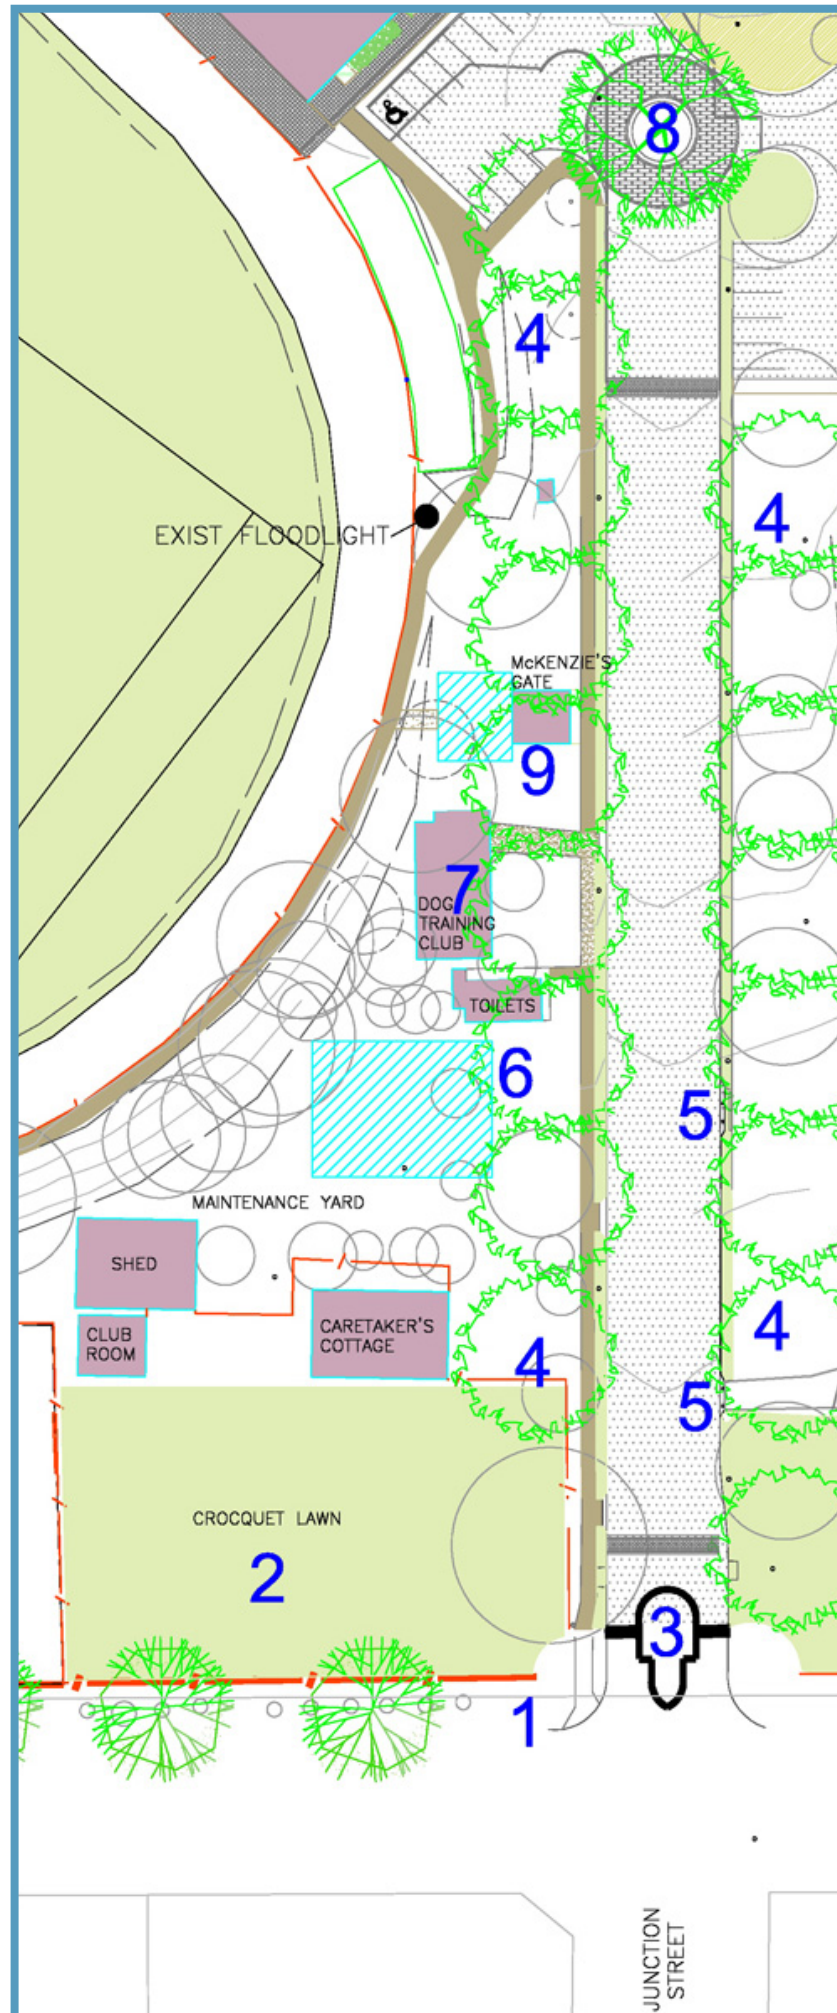 8
4
4
EXIST FLOODLIGHT
McKENZIE'S
GATE
9
7
DOG
TRAINING
CLUB
TOILETS
6
5
MAINTENANCE YARD
SHED
CLUB
ROOM
CARETAKER'S
COTTAGE
4
4
5
CROCQUET LAWN
2
3
1
JUNCTION
STREET